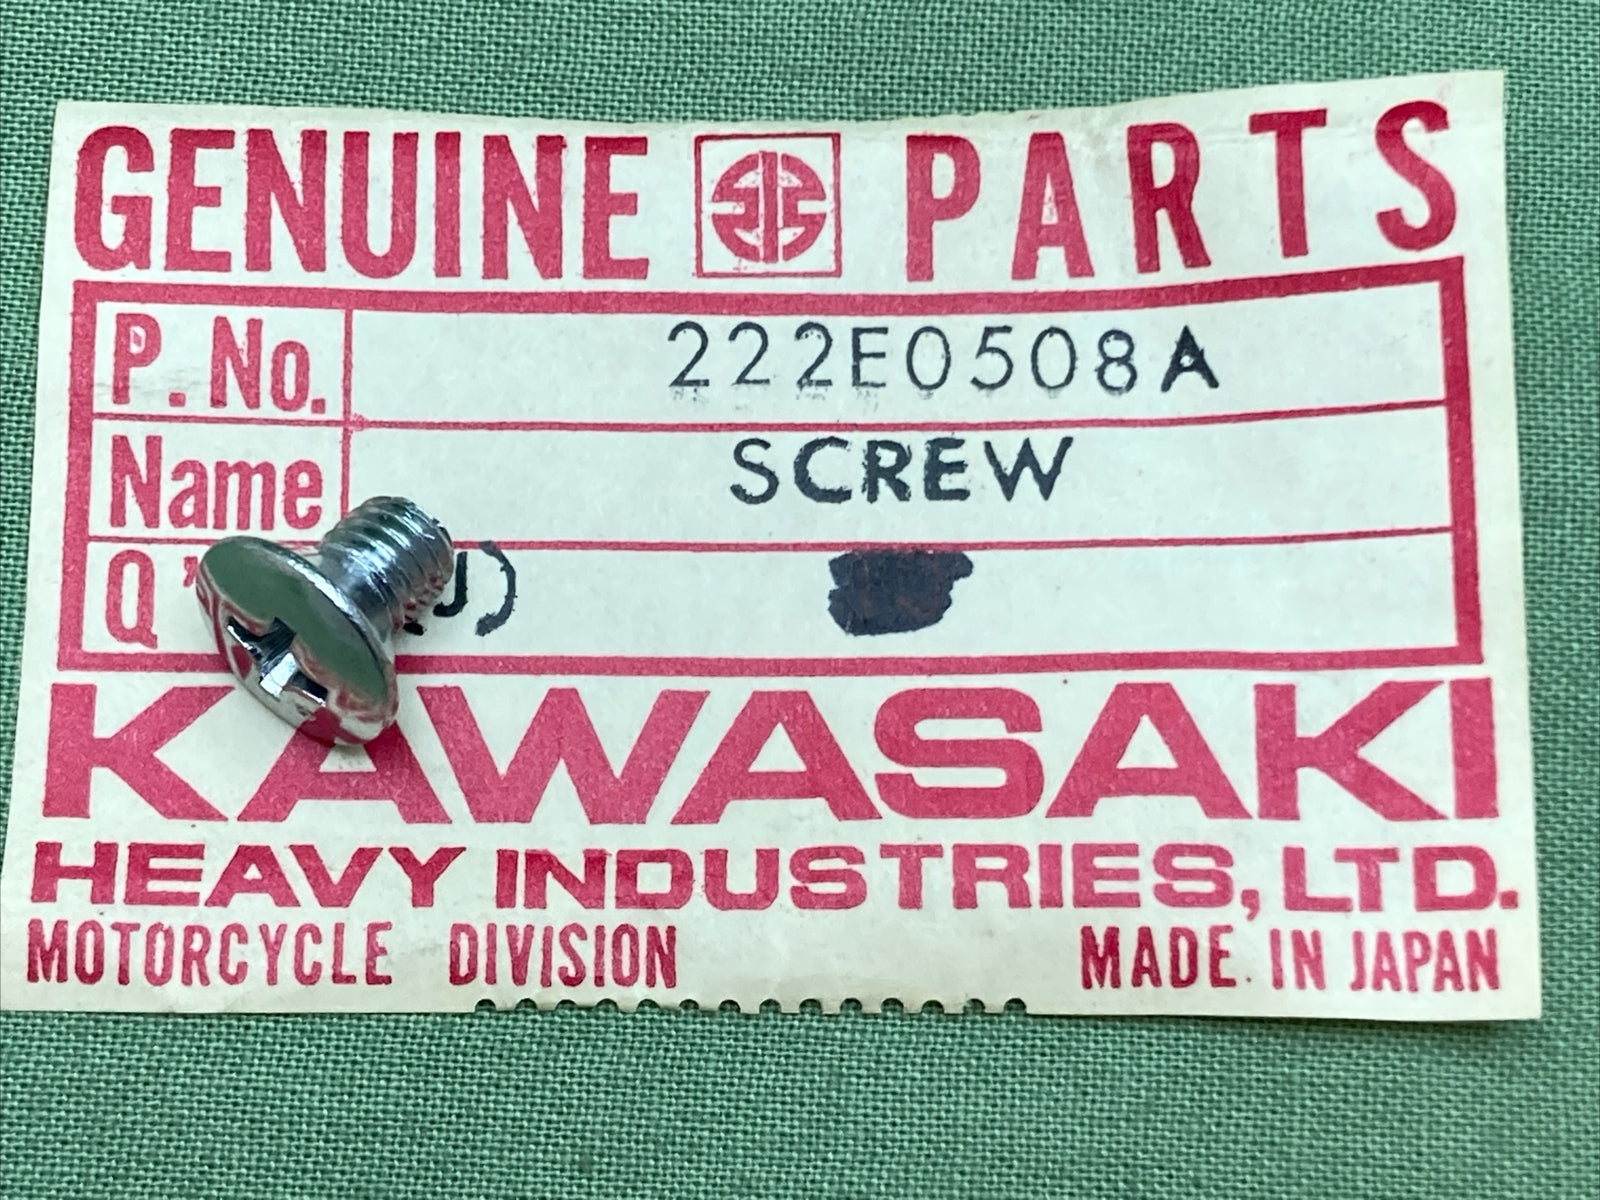 GENUINE PARTS
P. No. 222E0508A
Name SCREW
Q
KAWASAKI
HEAVY INDUSTRIES, LTD.
MOTORCYCLE DIVISION MADE IN JAPAN